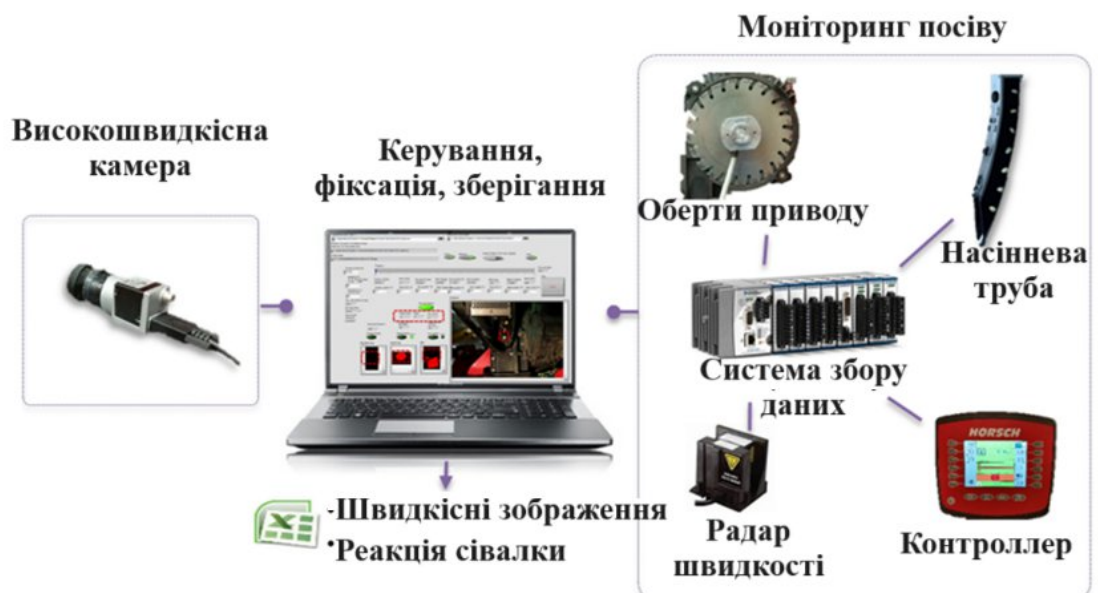 Моніторинг посіву
Високошвидкісна
камера
Керування,
фіксація, зберігання
Оберти приводу
Насіннева
труба
Система збору
даних
HORSCH
-Швидкісні зображення
•Реакція сівалки
Радар
швидкості
Контроллер